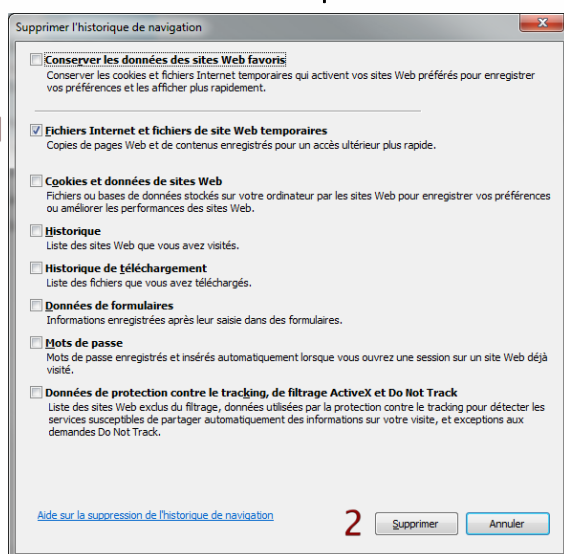 Supprimer l'historique de navigation
Conserver les données des sites Web favoris
Conserver les cookies et fichiers Internet temporaires qui activent vos sites Web préférés pour enregistrer
vos préférences et les afficher plus rapidement.
Fichiers Internet et fichiers de site Web temporaires
Copies de pages Web et de contenus enregistrés pour un accès ultérieur plus rapide.
Cookies et données de sites Web
Fichiers ou bases de données stockés sur votre ordinateur par les sites Web pour enregistrer vos préférences
ou améliorer les performances des sites Web.
Historique
Liste des sites Web que vous avez visités.
Historique de téléchargement
Liste des fichiers que vous avez téléchargés.
Données de formulaires
Informations enregistrées après leur saisie dans des formulaires.
Mots de passe
Mots de passe enregistrés et insérés automatiquement lorsque vous ouvrez une session sur un site Web déjà
visité.
Données de protection contre le tracking, de filtrage ActiveX et Do Not Track
Liste des sites Web exclus du filtrage, données utilisées par la protection contre le tracking pour détecter les
services susceptibles de partager automatiquement des informations sur votre visite, et exceptions aux
demandes Do Not Track.
Aide sur la suppression de l'historique de navigation 2 Supprimer Annuler